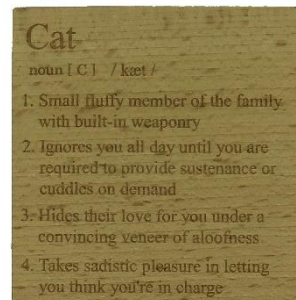 Cat
noun [ C ] / kæt /
1. Small fluffy member of the family
with built-in weaponry
2. Ignores you all day until you are
required to provide sustenance or
cuddles on demand
3. Hides their love for you under a
convincing veneer of aloofness
4. Takes sadistic pleasure in letting
you think you're in charge